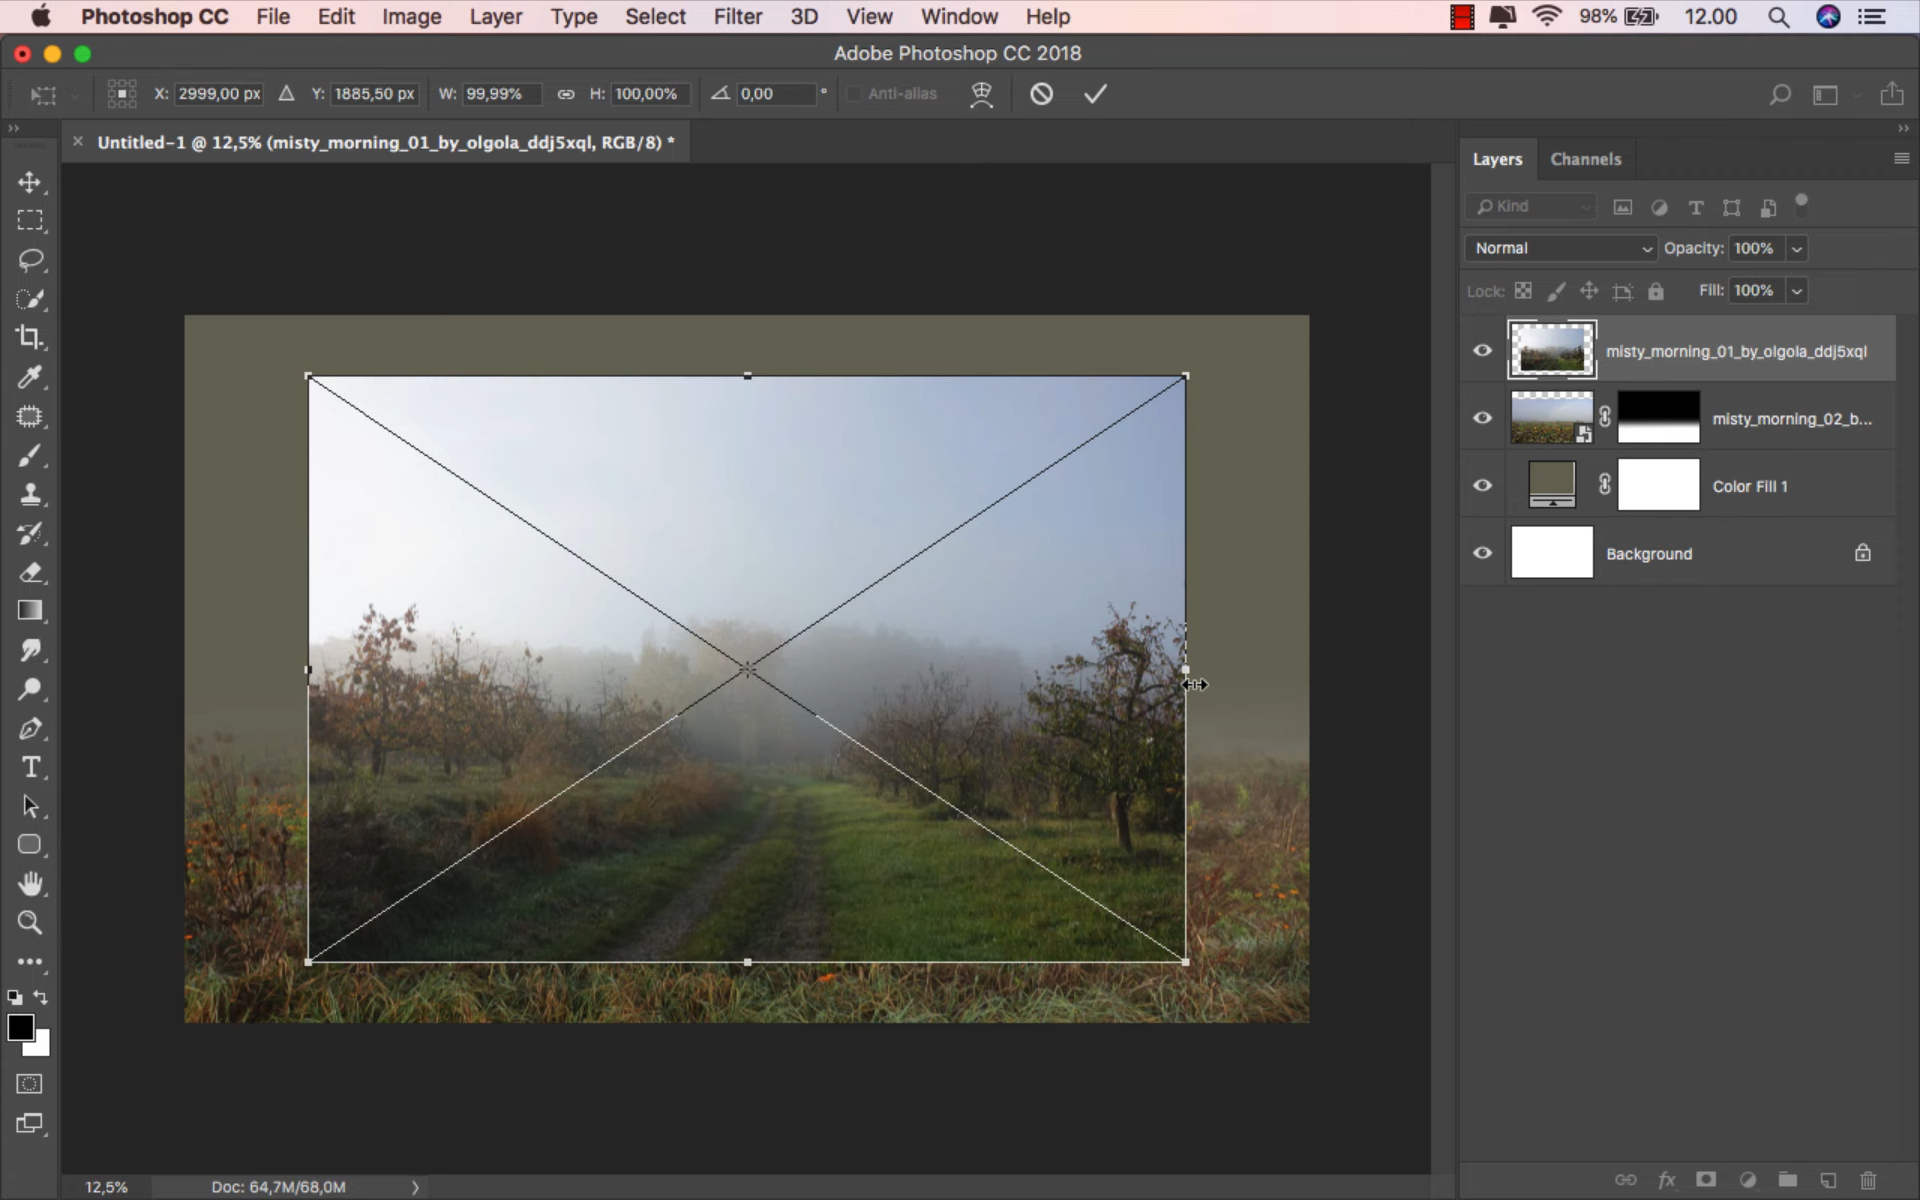 Photoshop CC File Edit Image Layer Type Select Filter 3D View Window Help 98% 12.00
Adobe Photoshop CC 2018
X: 2999,00 px Y: 1885,50 px W: 99,99% H: 100,00% 0,00 ° Anti-alias
Untitled-1 @ 12,5% (misty_morning_01_by_olgola_ddj5xql, RGB/8) *
Layers Channels
Kind
Normal Opacity: 100%
Lock: Fill: 100%
misty_morning_01_by_olgola_ddj5xql
misty_morning_02_b...
Color Fill 1
Background
12,5% Doc: 64,7M/68,0M